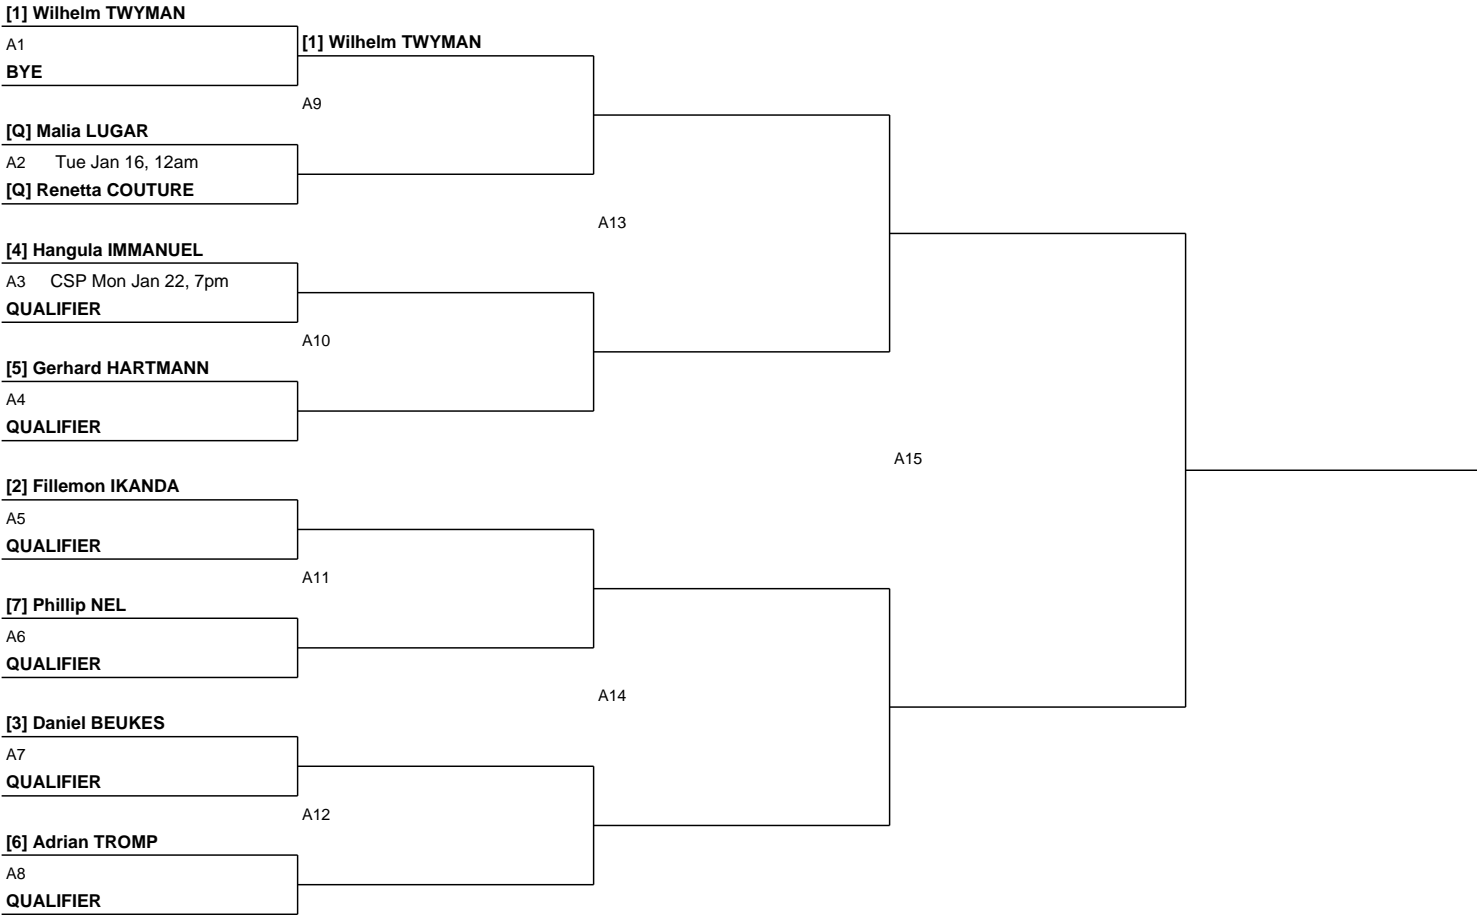 [1] Wilhelm TWYMAN
A1
[1] Wilhelm TWYMAN
BYE
A9
[Q] Malia LUGAR
A2 Tue Jan 16, 12am
[Q] Renetta COUTURE
A13
[4] Hangula IMMANUEL
A3 CSP Mon Jan 22, 7pm
QUALIFIER
A10
[5] Gerhard HARTMANN
A4
QUALIFIER
A15
[2] Fillemon IKANDA
A5
QUALIFIER
A11
[7] Phillip NEL
A6
QUALIFIER
A14
[3] Daniel BEUKES
A7
QUALIFIER
A12
[6] Adrian TROMP
A8
QUALIFIER